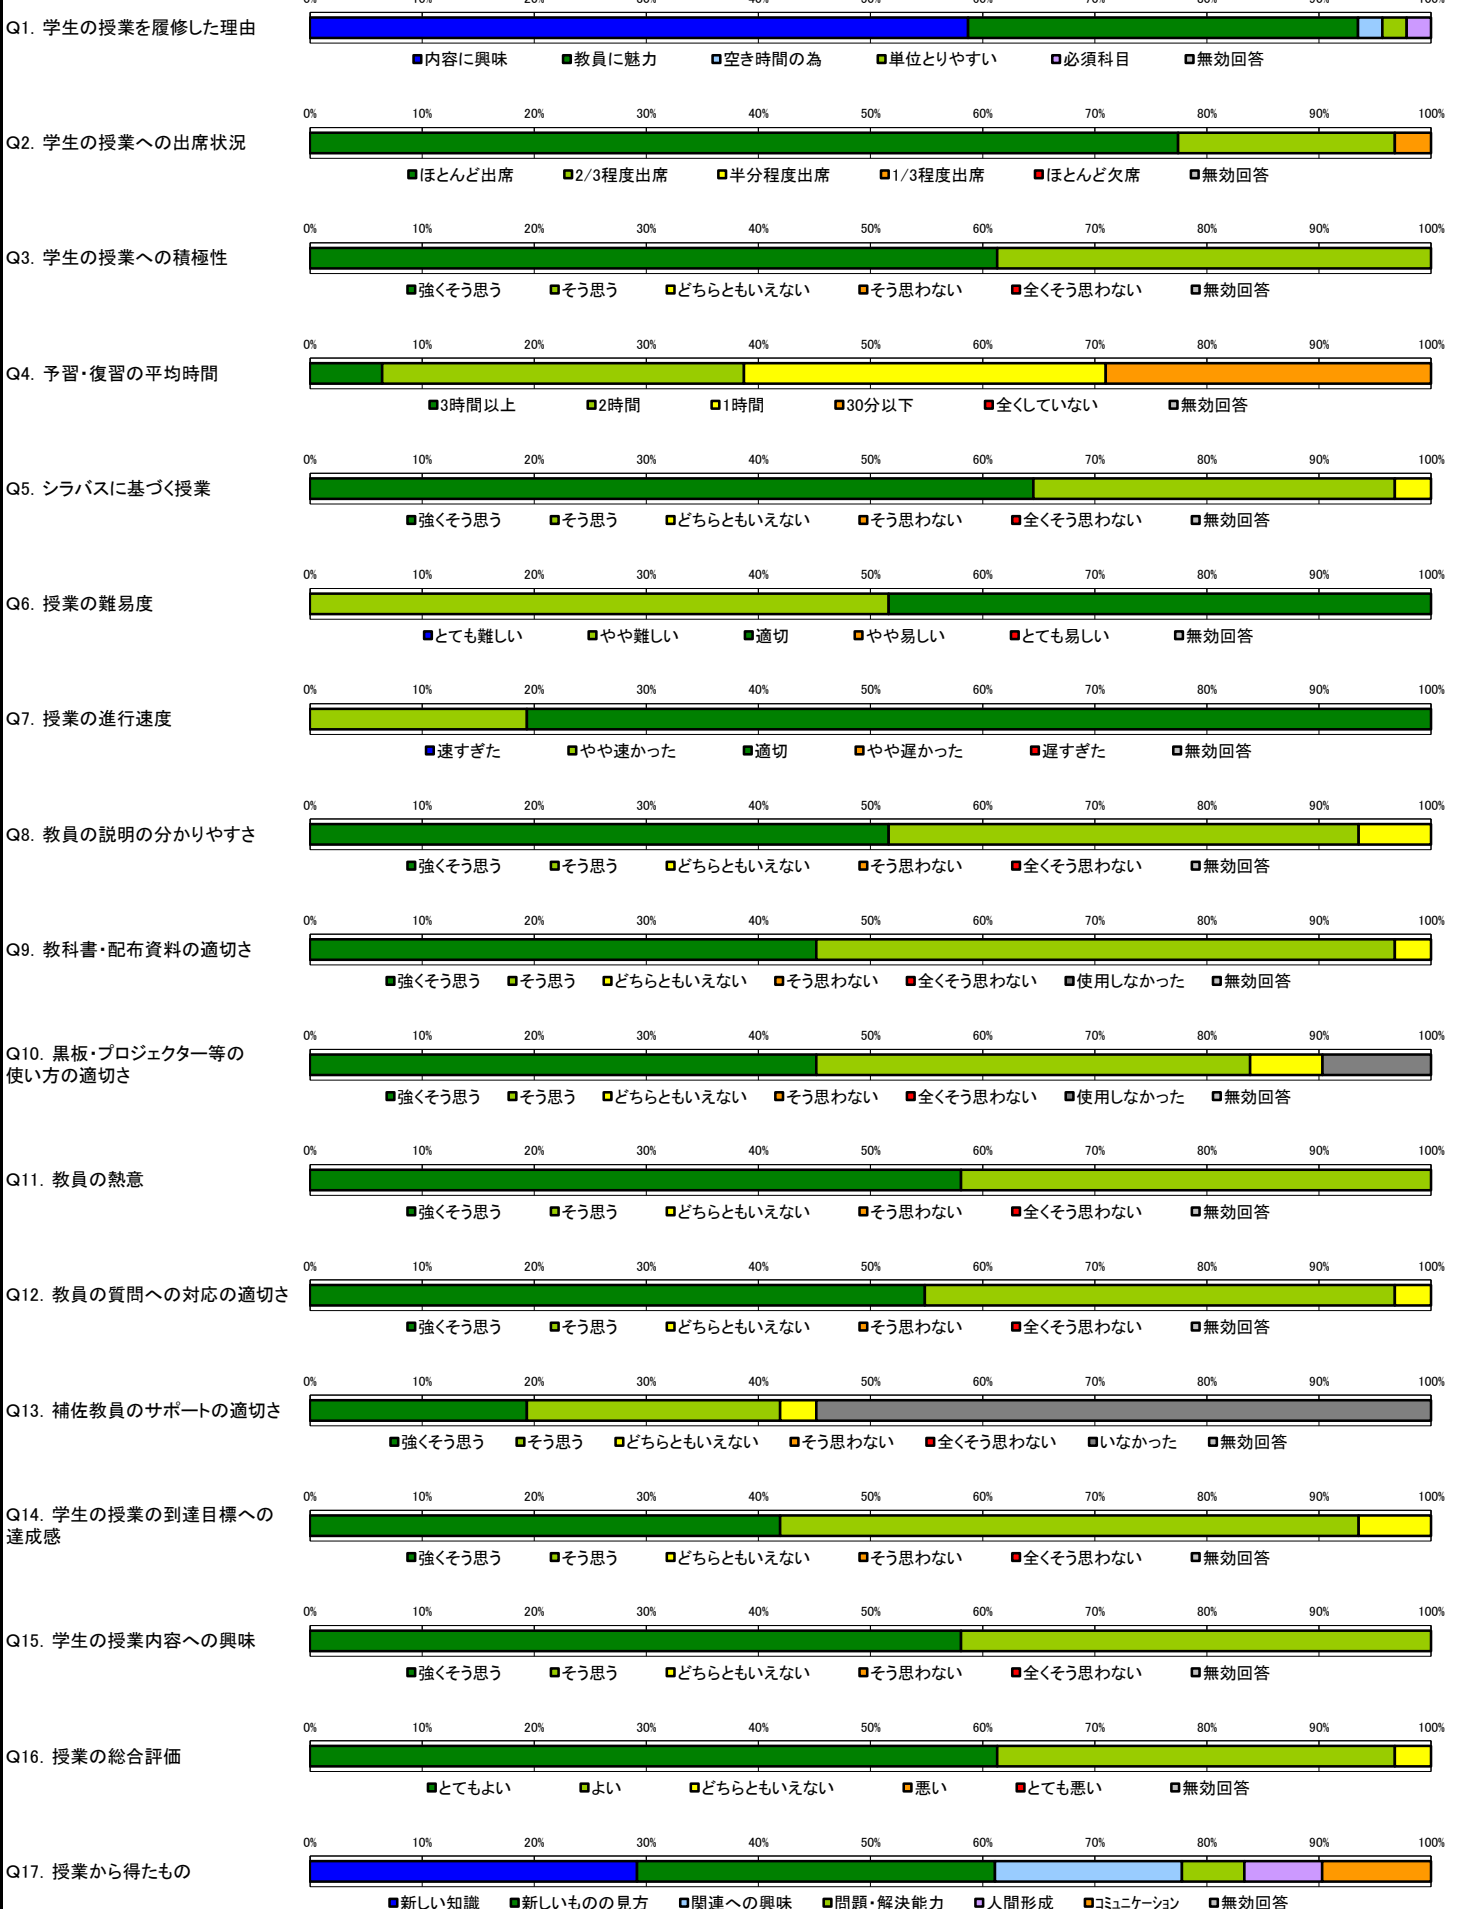 0% 10% 20% 30% 40% 50% 60% 70% 80% 90% 100%
Q1. 学生の授業を履修した理由
内容に興味 教員に魅力 空き時間の為 単位とりやすい 必須科目 無効回答
0% 10% 20% 30% 40% 50% 60% 70% 80% 90% 100%
Q2. 学生の授業への出席状況
ほとんど出席 2/3程度出席 半分程度出席 1/3程度出席 ほとんど欠席 無効回答
0% 10% 20% 30% 40% 50% 60% 70% 80% 90% 100%
Q3. 学生の授業への積極性
強くそう思う そう思う どちらともいえない そう思わない 全くそう思わない 無効回答
0% 10% 20% 30% 40% 50% 60% 70% 80% 90% 100%
Q4. 予習・復習の平均時間
3時間以上 2時間 1時間 30分以下 全くしていない 無効回答
0% 10% 20% 30% 40% 50% 60% 70% 80% 90% 100%
Q5. シラバスに基づく授業
強くそう思う そう思う どちらともいえない そう思わない 全くそう思わない 無効回答
0% 10% 20% 30% 40% 50% 60% 70% 80% 90% 100%
Q6. 授業の難易度
とても難しい やや難しい 適切 やや易しい とても易しい 無効回答
0% 10% 20% 30% 40% 50% 60% 70% 80% 90% 100%
Q7. 授業の進行速度
速すぎた やや速かった 適切 やや遅かった 遅すぎた 無効回答
0% 10% 20% 30% 40% 50% 60% 70% 80% 90% 100%
Q8. 教員の説明の分かりやすさ
強くそう思う そう思う どちらともいえない そう思わない 全くそう思わない 無効回答
0% 10% 20% 30% 40% 50% 60% 70% 80% 90% 100%
Q9. 教科書・配布資料の適切さ
強くそう思う そう思う どちらともいえない そう思わない 全くそう思わない 使用しなかった 無効回答
0% 10% 20% 30% 40% 50% 60% 70% 80% 90% 100%
Q10. 黒板・プロジェクター等の
使い方の適切さ
強くそう思う そう思う どちらともいえない そう思わない 全くそう思わない 使用しなかった 無効回答
0% 10% 20% 30% 40% 50% 60% 70% 80% 90% 100%
Q11. 教員の熱意
強くそう思う そう思う どちらともいえない そう思わない 全くそう思わない 無効回答
0% 10% 20% 30% 40% 50% 60% 70% 80% 90% 100%
Q12. 教員の質問への対応の適切さ
強くそう思う そう思う どちらともいえない そう思わない 全くそう思わない 無効回答
0% 10% 20% 30% 40% 50% 60% 70% 80% 90% 100%
Q13. 補佐教員のサポートの適切さ
強くそう思う そう思う どちらともいえない そう思わない 全くそう思わない いなかった 無効回答
0% 10% 20% 30% 40% 50% 60% 70% 80% 90% 100%
Q14. 学生の授業の到達目標への
達成感
強くそう思う そう思う どちらともいえない そう思わない 全くそう思わない 無効回答
0% 10% 20% 30% 40% 50% 60% 70% 80% 90% 100%
Q15. 学生の授業内容への興味
強くそう思う そう思う どちらともいえない そう思わない 全くそう思わない 無効回答
0% 10% 20% 30% 40% 50% 60% 70% 80% 90% 100%
Q16. 授業の総合評価
とてもよい よい どちらともいえない 悪い とても悪い 無効回答
0% 10% 20% 30% 40% 50% 60% 70% 80% 90% 100%
Q17. 授業から得たもの
新しい知識 新しいものの見方 関連への興味 問題・解決能力 人間形成 コミュニケーション 無効回答